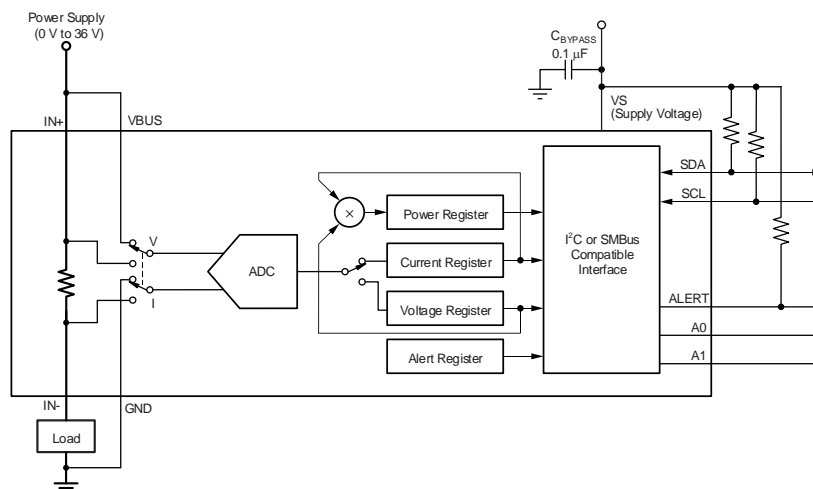 Power Supply
(0 V to 36 V)
C_BYPASS
0.1 µF
VS
(Supply Voltage)
IN+
VBUS
SDA
SCL
V
I
ADC
×
Power Register
Current Register
Voltage Register
Alert Register
I²C or SMBus
Compatible
Interface
ALERT
A0
A1
IN-
GND
Load